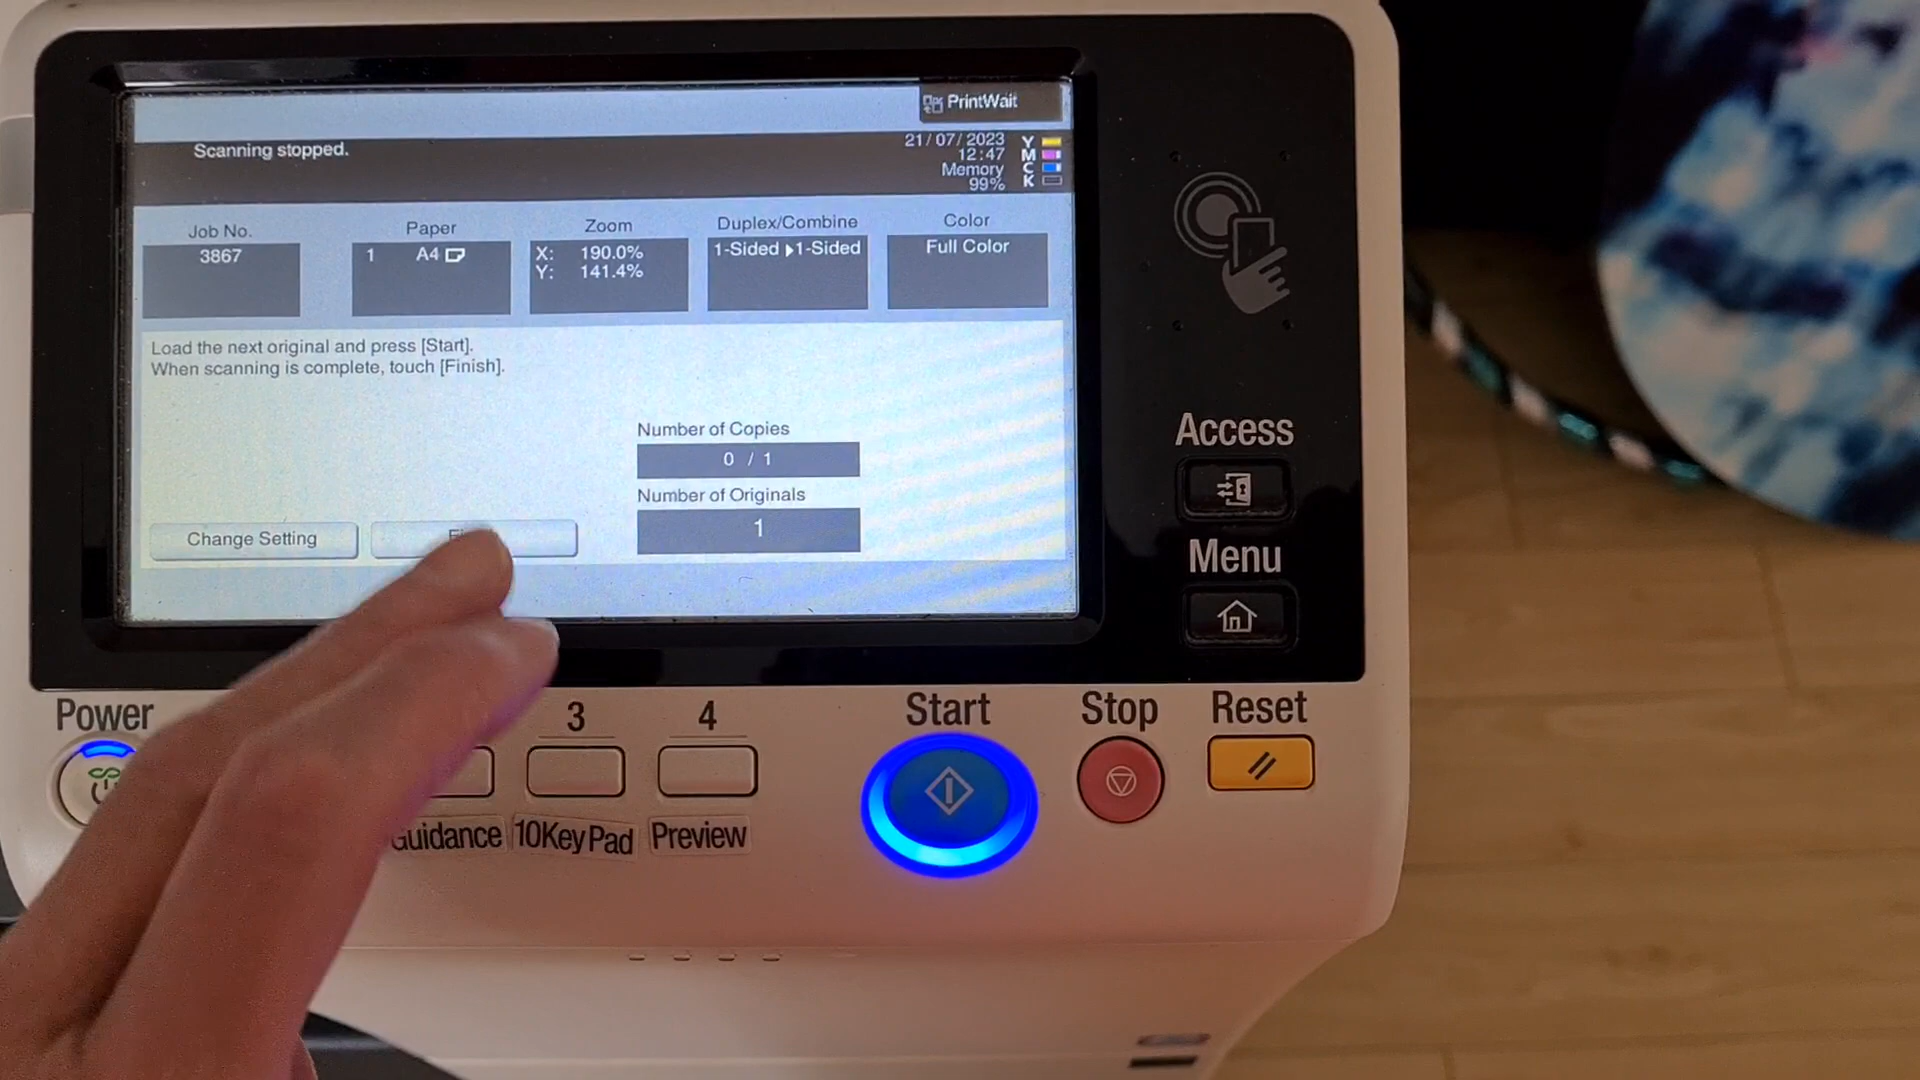 PrintWait
Scanning stopped.
21/07/2023
12:47
Memory
99%
Y
M
C
K
Job No.
3867
Paper
1 A4
Zoom
X: 190.0%
Y: 141.4%
Duplex/Combine
1-Sided ▶1-Sided
Color
Full Color
Load the next original and press [Start].
When scanning is complete, touch [Finish].
Number of Copies
0 / 1
Number of Originals
1
Change Setting
Access
Menu
Power
3
4
Start
Stop
Reset
Guidance
10Key Pad
Preview